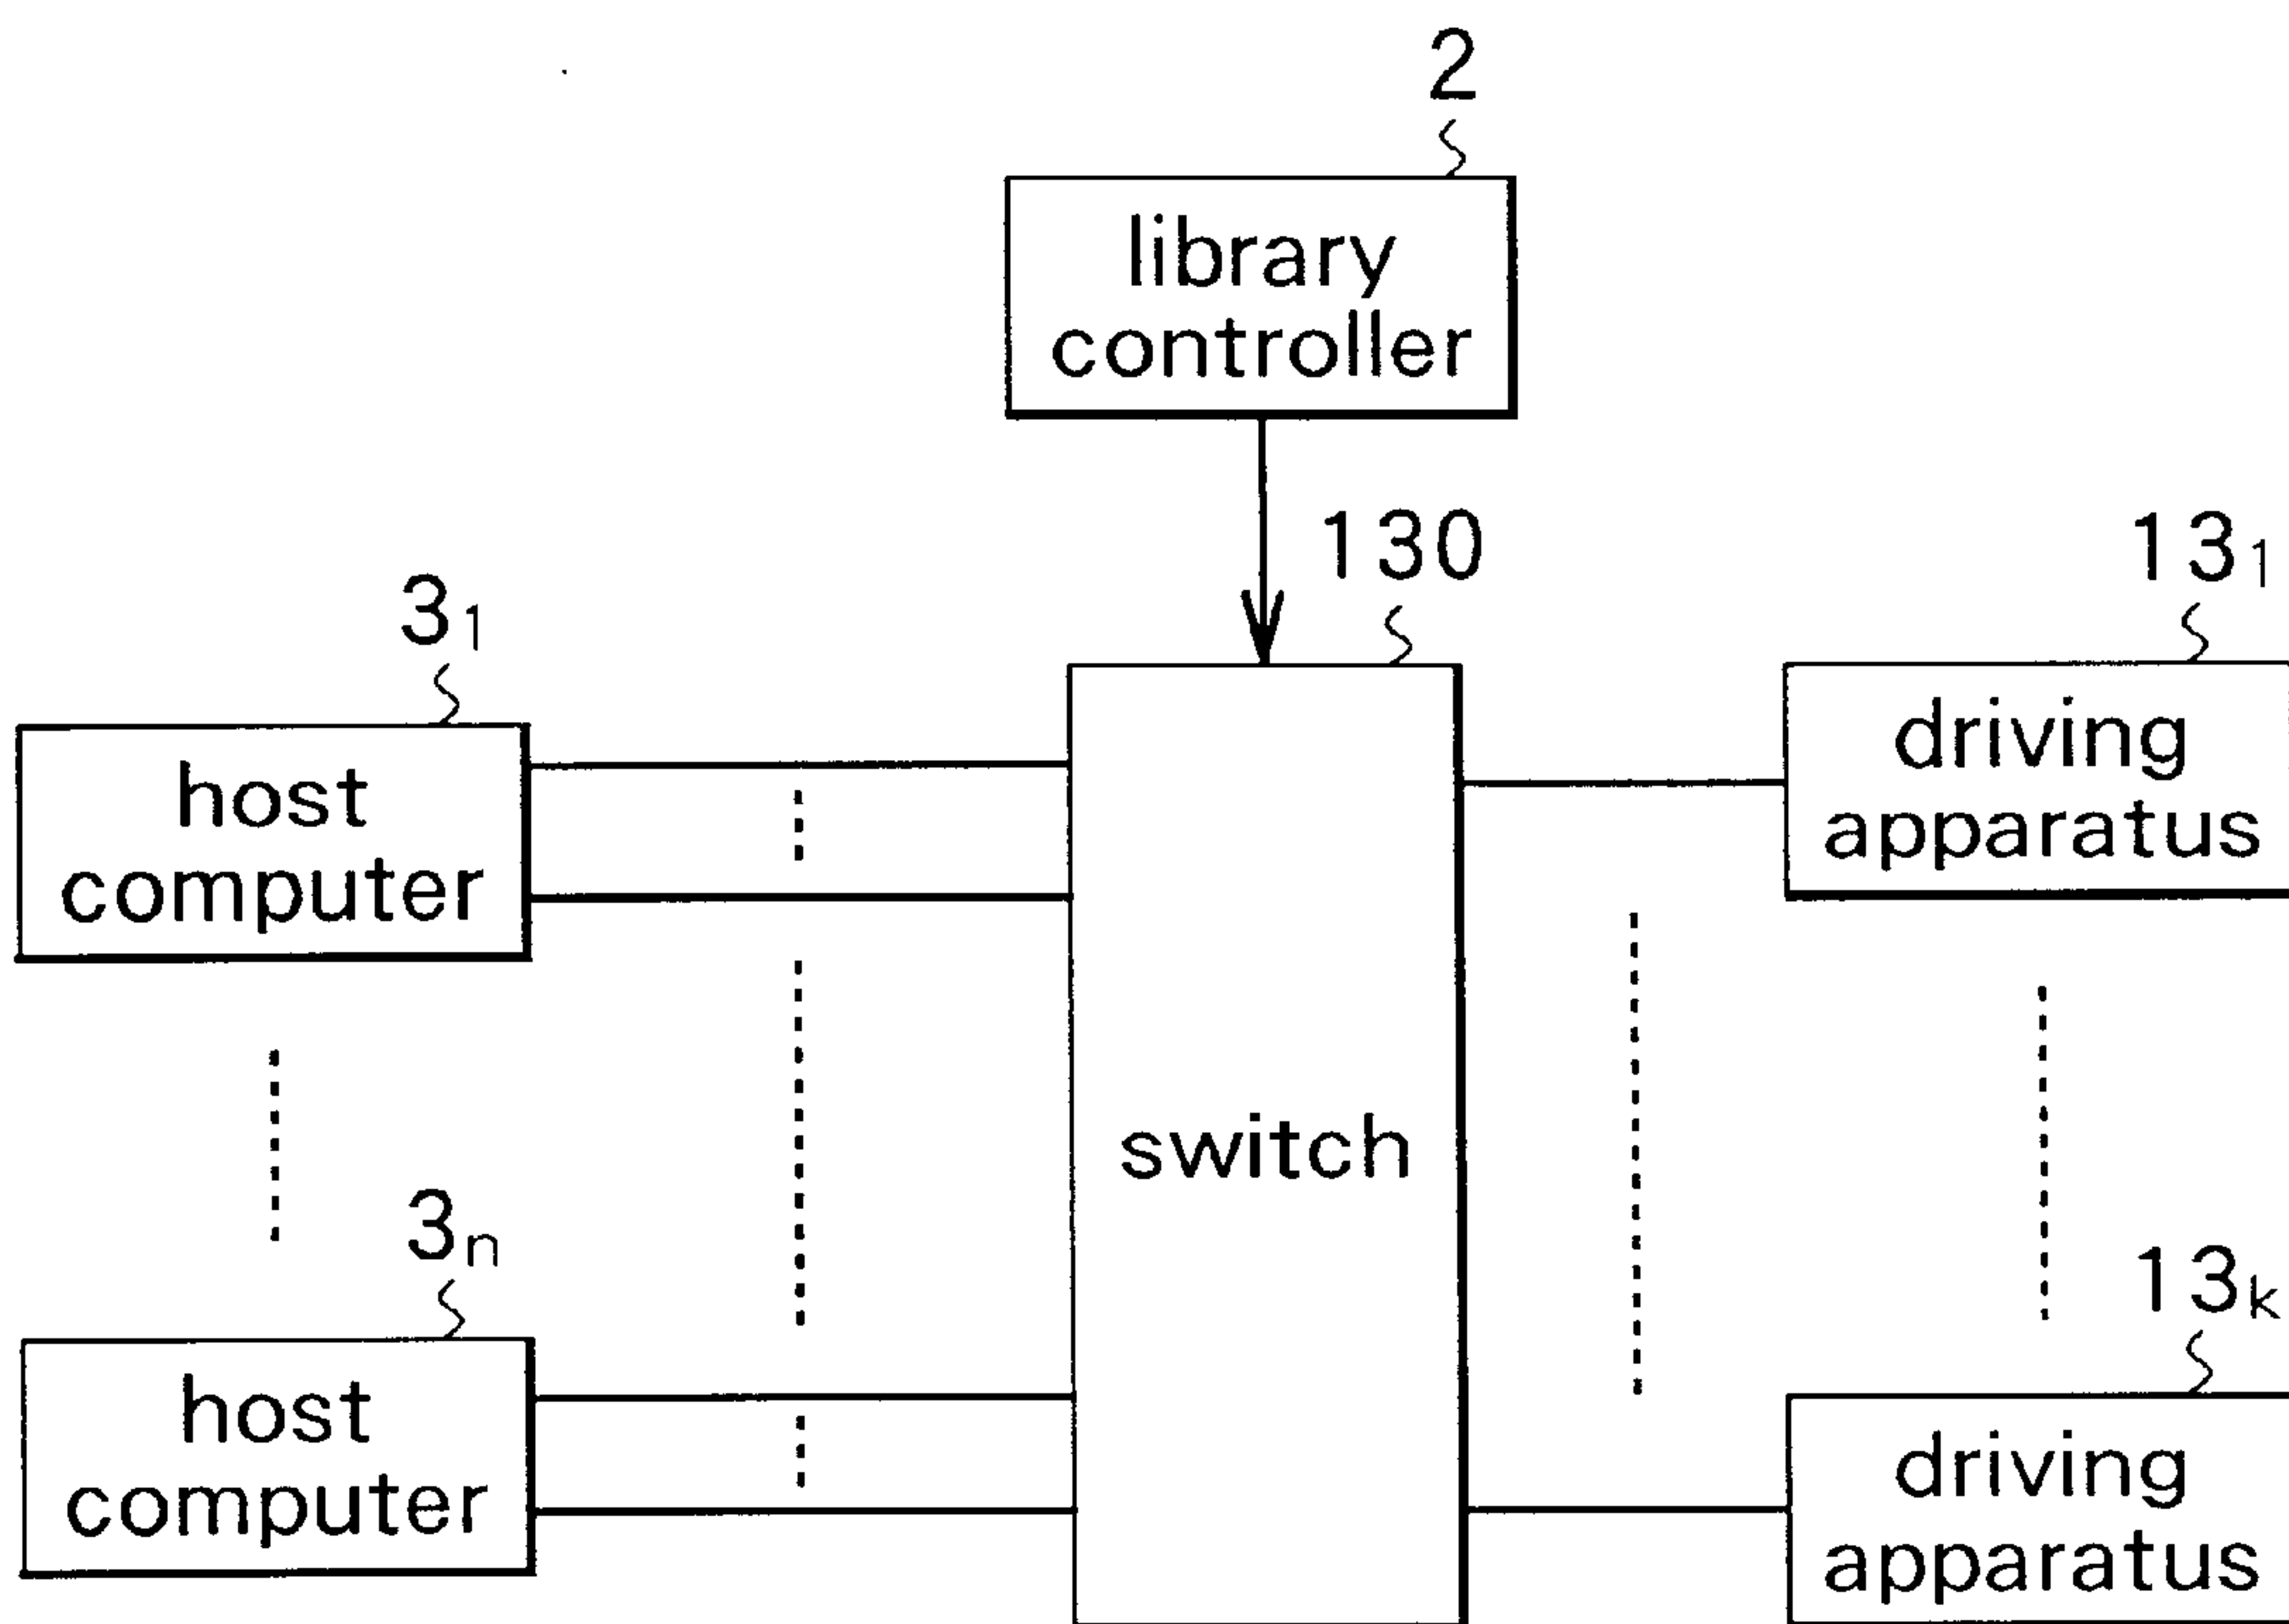 2
library
controller
130
13₁
3₁
driving
apparatus
host
computer
switch
3ₙ
13ₖ
host
computer
driving
apparatus